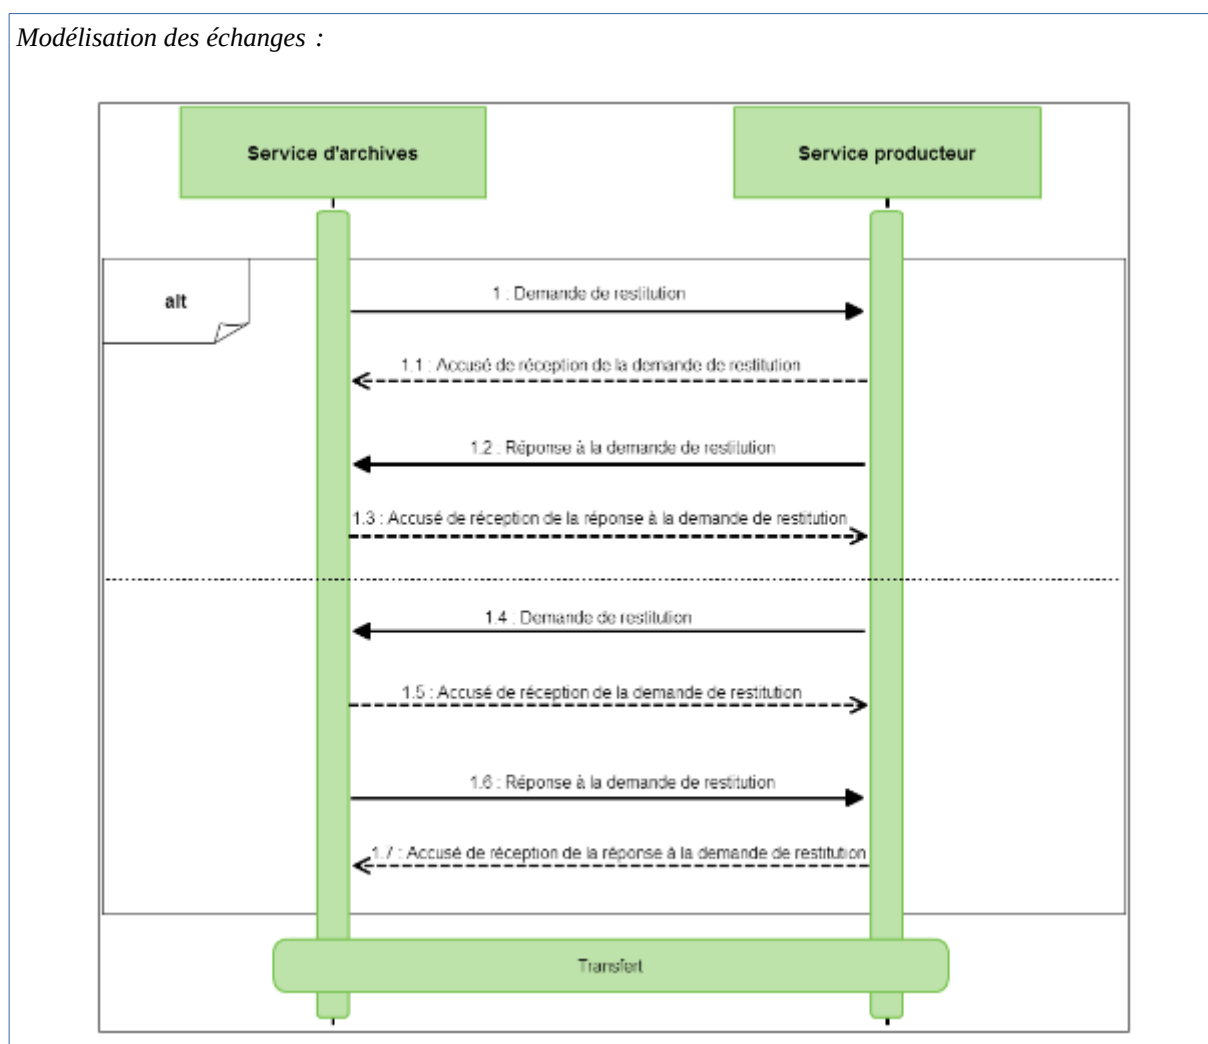 Modélisation des échanges :
Service d'archives
Service producteur
alt
1 : Demande de restitution
1.1 : Accusé de réception de la demande de restitution
1.2 : Réponse à la demande de restitution
1.3 : Accusé de réception de la réponse à la demande de restitution
1.4 : Demande de restitution
1.5 : Accusé de réception de la demande de restitution
1.6 : Réponse à la demande de restitution
1.7 : Accusé de réception de la réponse à la demande de restitution
Transfert